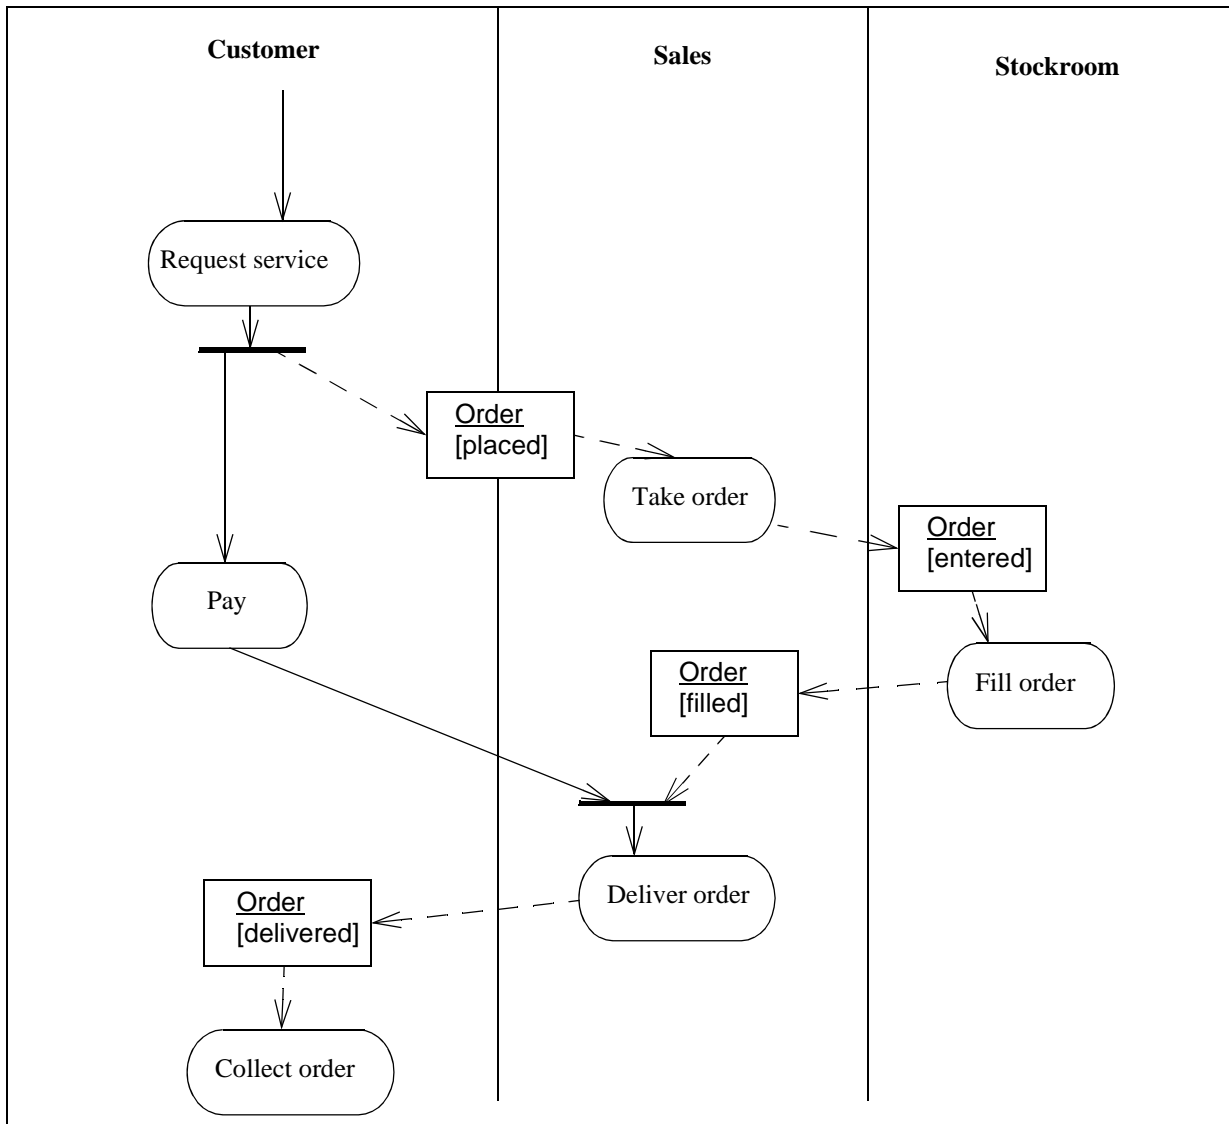 Customer
Sales
Stockroom
Request service
Order
[placed]
Take order
Order
[entered]
Pay
Order
[filled]
Fill order
Deliver order
Order
[delivered]
Collect order